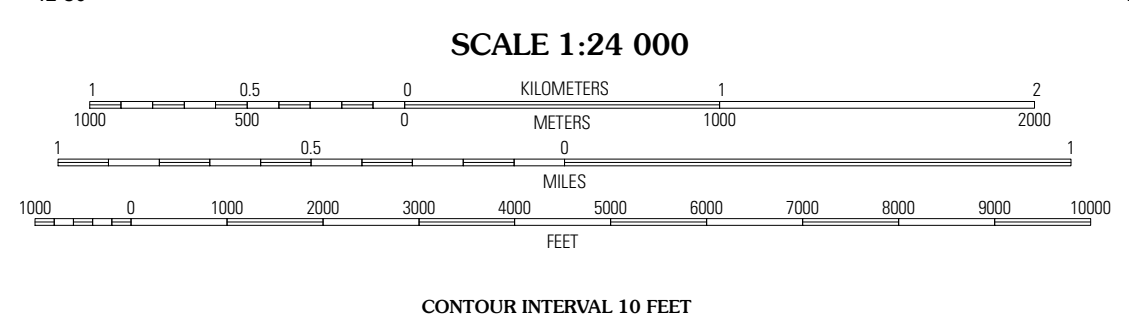 SCALE 1:24 000
1 0.5 0 KILOMETERS 1 2
1000 500 0 METERS 1000 2000
1 0.5 0 1
MILES
1000 0 1000 2000 3000 4000 5000 6000 7000 8000 9000 10000
FEET
CONTOUR INTERVAL 10 FEET